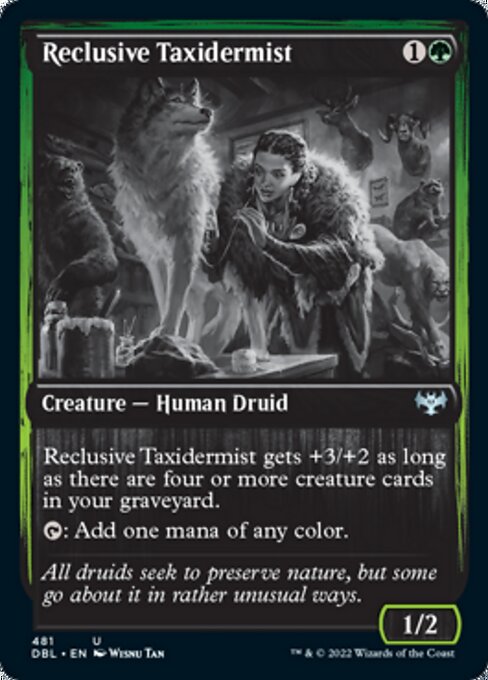 Reclusive Taxidermist 1
Creature — Human Druid
Reclusive Taxidermist gets +3/+2 as long
as there are four or more creature cards
in your graveyard.
: Add one mana of any color.
All druids seek to preserve nature, but some
go about it in rather unusual ways.
1/2
481 U
DBL • EN Wisnu Tan
™ & © 2022 Wizards of the Coast